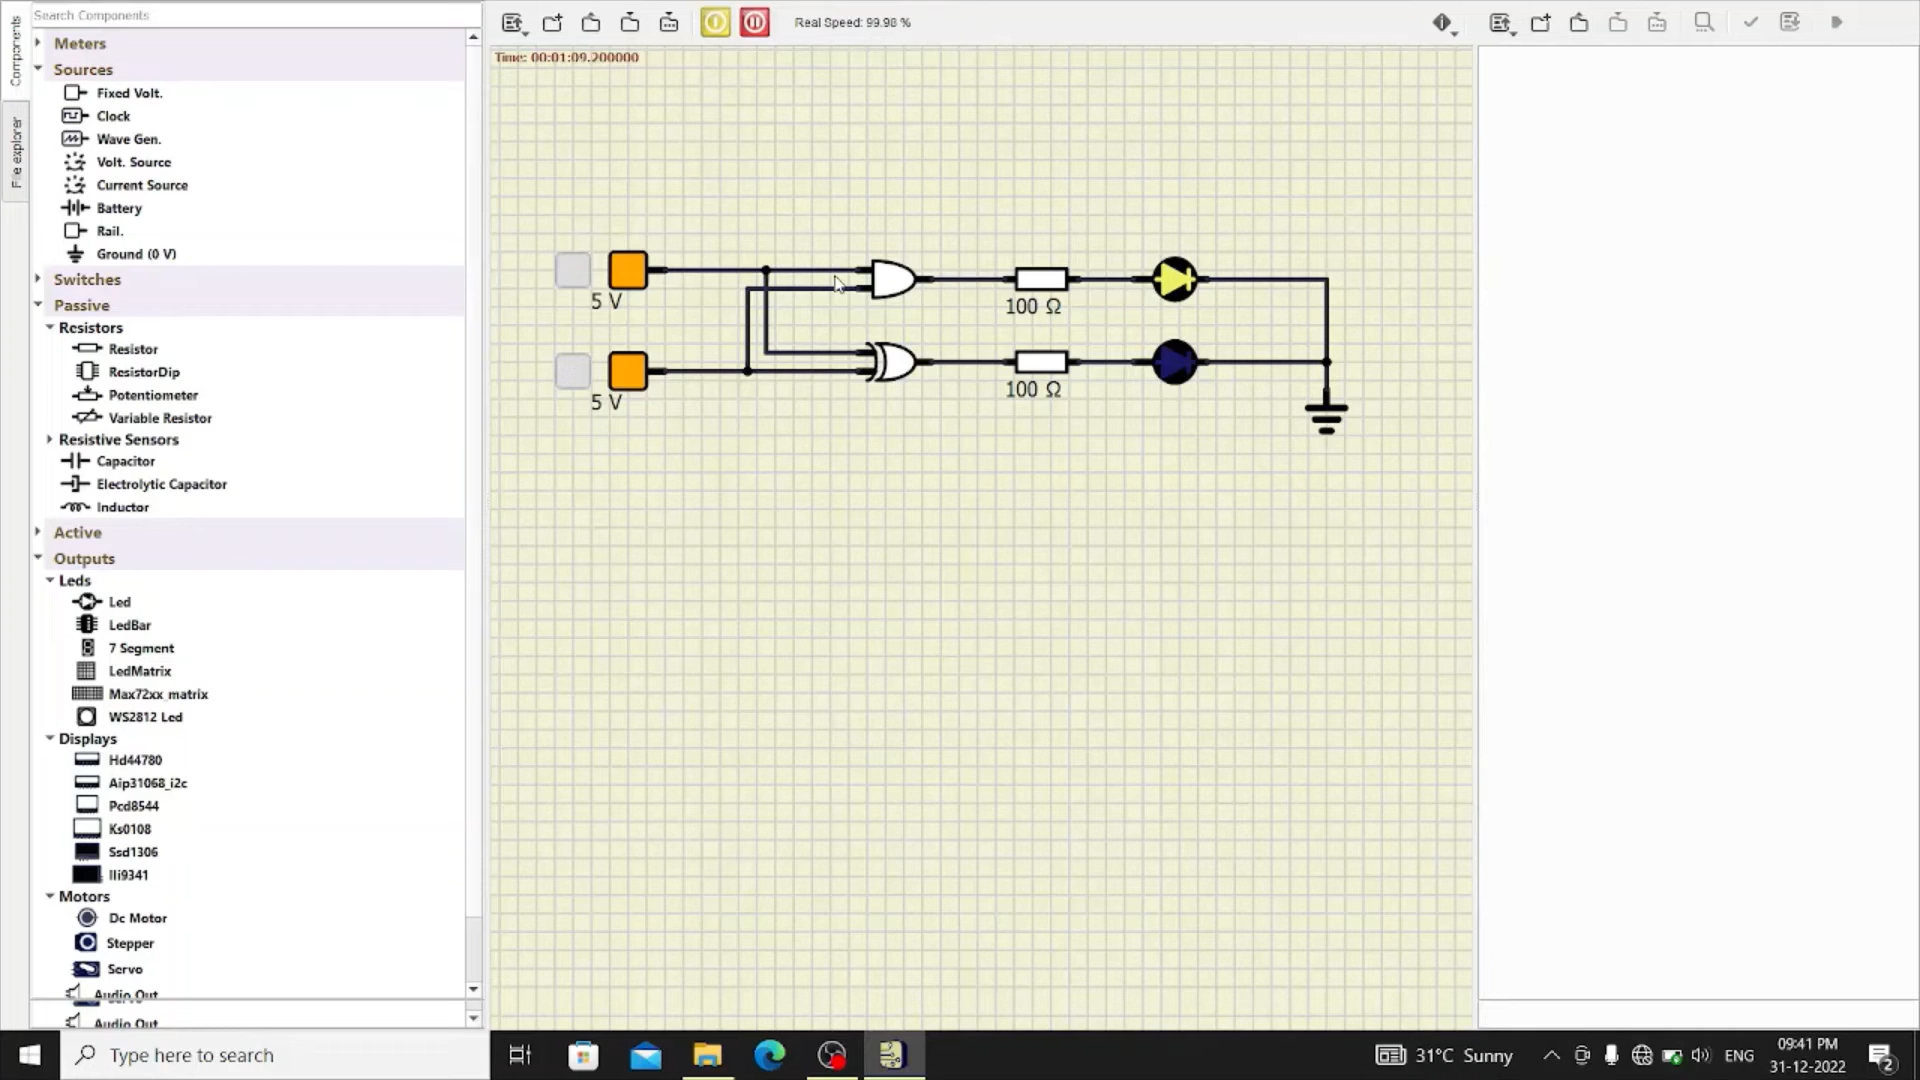 Search Components
Real Speed: 99.98 %
Components
File explorer
Meters
Sources
Fixed Volt.
Clock
Wave Gen.
Volt. Source
Current Source
Battery
Rail.
Ground (0 V)
Switches
Passive
Resistors
Resistor
ResistorDip
Potentiometer
Variable Resistor
Resistive Sensors
Capacitor
Electrolytic Capacitor
Inductor
Active
Outputs
Leds
Led
LedBar
7 Segment
LedMatrix
Max72xx_matrix
WS2812 Led
Displays
Hd44780
Aip31068_i2c
Pcd8544
Ks0108
Ssd1306
Ili9341
Motors
Dc Motor
Stepper
Servo
Audio Out
Audio Out
Time: 00:01:09.200000
5 V
100 Ω
5 V
100 Ω
Type here to search
31°C Sunny
ENG
09:41 PM
31-12-2022
2